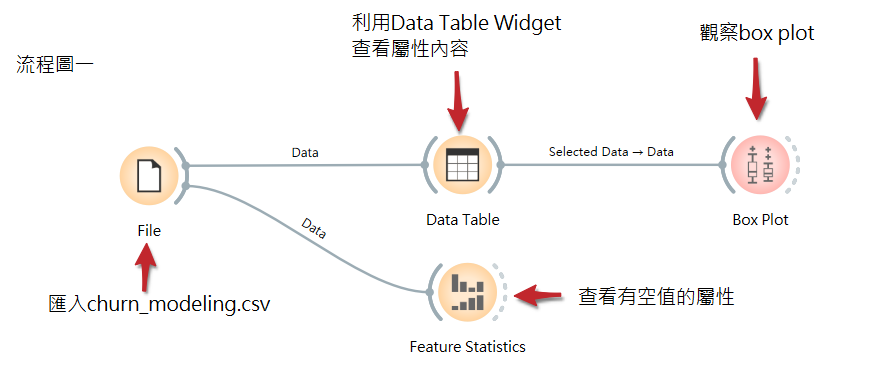 利用Data Table Widget
查看屬性內容
觀察box plot
流程圖一
Data
Selected Data → Data
File
Data Table
Box Plot
Data
匯入churn_modeling.csv
查看有空值的屬性
Feature Statistics